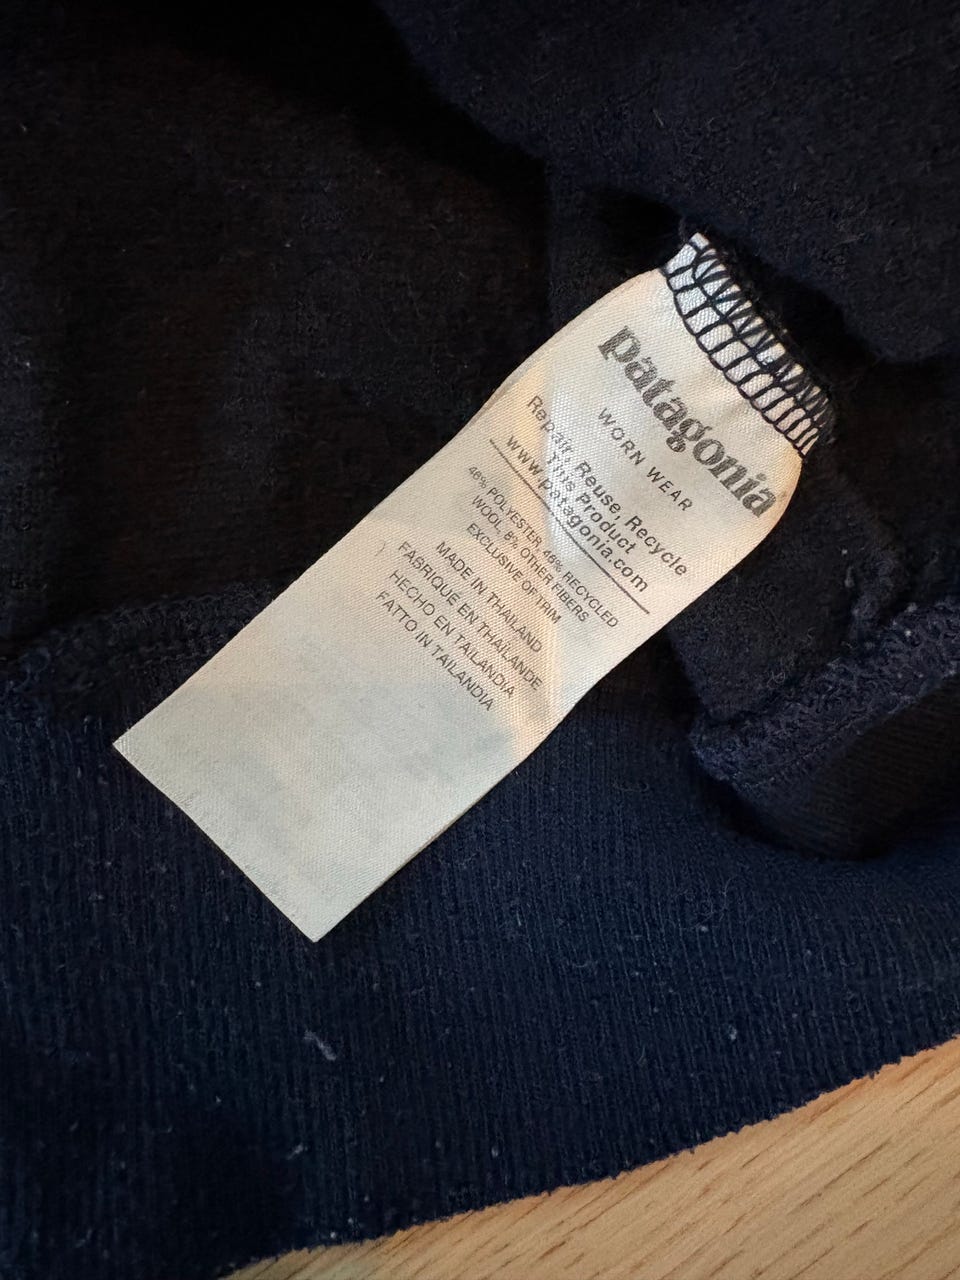 patagonia
WORN WEAR
Repair, Reuse, Recycle
This Product
www.patagonia.com
46% POLYESTER, 46% RECYCLED
WOOL, 8% OTHER FIBERS
EXCLUSIVE OF TRIM
MADE IN THAILAND
FABRIQUE EN THAÏLANDE
HECHO EN TAILANDIA
FATTO IN TAILANDIA